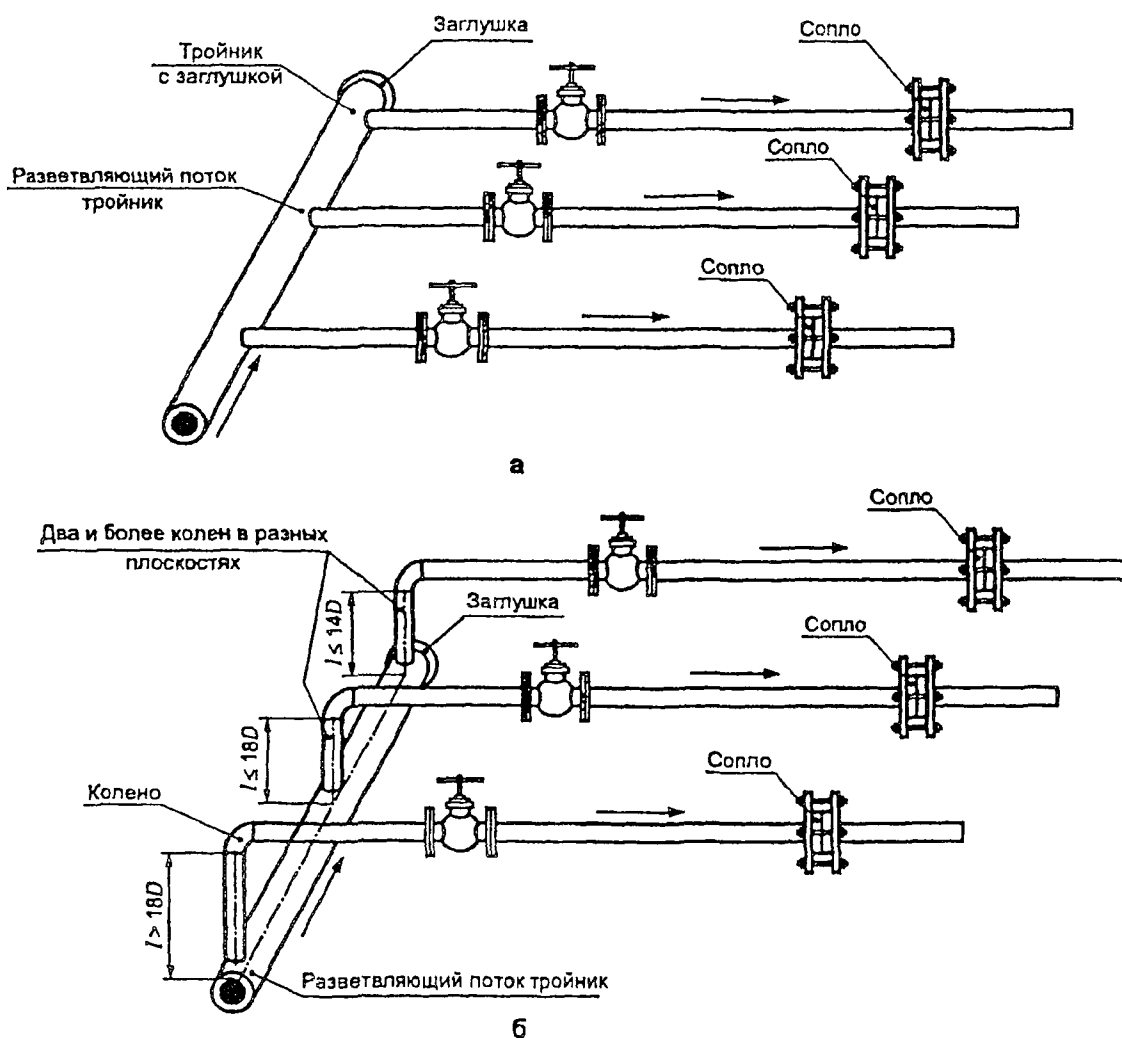 Заглушка
Тройник
с заглушкой
Сопло
Сопло
Разветвляющий поток
тройник
Сопло
а
Сопло
Два и более колен в разных
плоскостях
Заглушка
l ≤ 14D
Сопло
l ≤ 18D
Сопло
Колено
l > 18D
Разветвляющий поток тройник
б